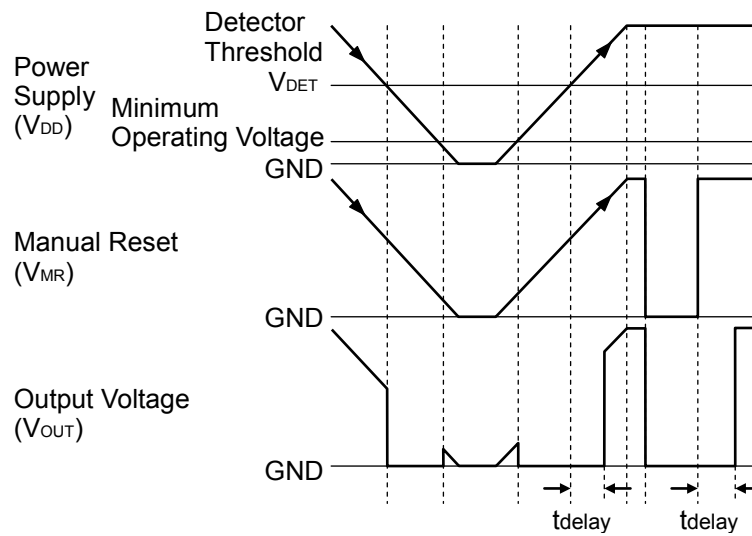 Detector
Threshold
VDET
Power
Supply
(VDD)
Minimum
Operating Voltage
GND
Manual Reset
(VMR)
GND
Output Voltage
(VOUT)
GND
tdelay
tdelay